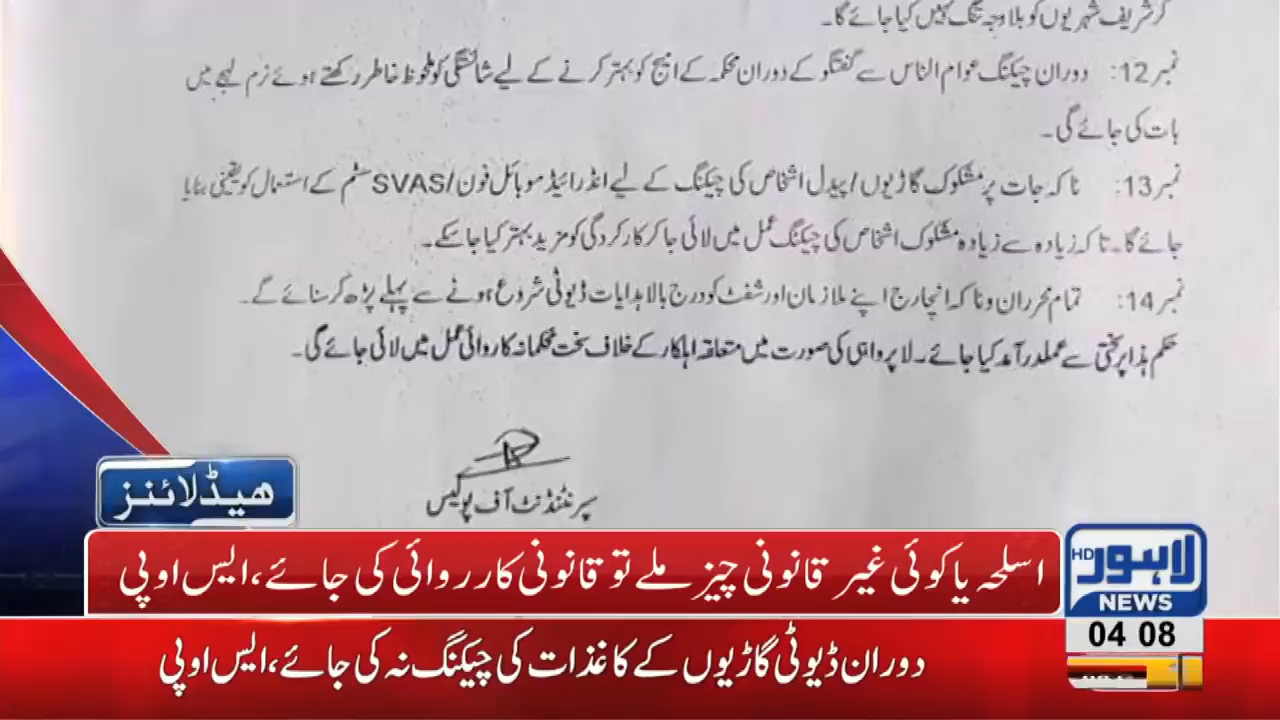 کر شریف شہریوں کو بلا وجہ تنگ نہیں کیا جائے گا۔
نمبر 12: دوران چیکنگ عوام الناس سے گفتگو کے دوران محکمہ کے امیج کو بہتر کرنے کے لیے شائستگی کو ملحوظ خاطر رکھتے ہوئے نرم لہجے میں
بات کی جائے گی۔
نمبر 13: ناکہ جات پر مشکوک گاڑیوں/پیدل اشخاص کی چیکنگ کے لیے انڈرائیڈ موبائل فون/SVAS سسٹم کے استعمال کو یقینی بنایا
جائے گا۔ تاکہ زیادہ سے زیادہ مشکوک اشخاص کی چیکنگ عمل میں لائی جا کر کارکردگی کو مزید بہتر کیا جا سکے۔
نمبر 14: تمام محرران و ناکہ انچارج اپنے ملازمان اور شفٹ کو درج بالا ہدایات ڈیوٹی شروع ہونے سے پہلے پڑھ کر سنائے گے۔
حکم ہذا پر سختی سے عملدرآمد کیا جائے۔ لاپرواہی کی صورت میں متعلقہ اہلکار کے خلاف سخت محکمانہ کاروائی عمل میں لائی جائے گی۔
سپرنٹنڈنٹ آف پولیس
ہیڈلائنز
اسلحہ یا کوئی غیر قانونی چیز ملے تو قانونی کارروائی کی جائے، ایس او پی
دوران ڈیوٹی گاڑیوں کے کاغذات کی چیکنگ نہ کی جائے، ایس او پی
HD لاہور
NEWS
04 08